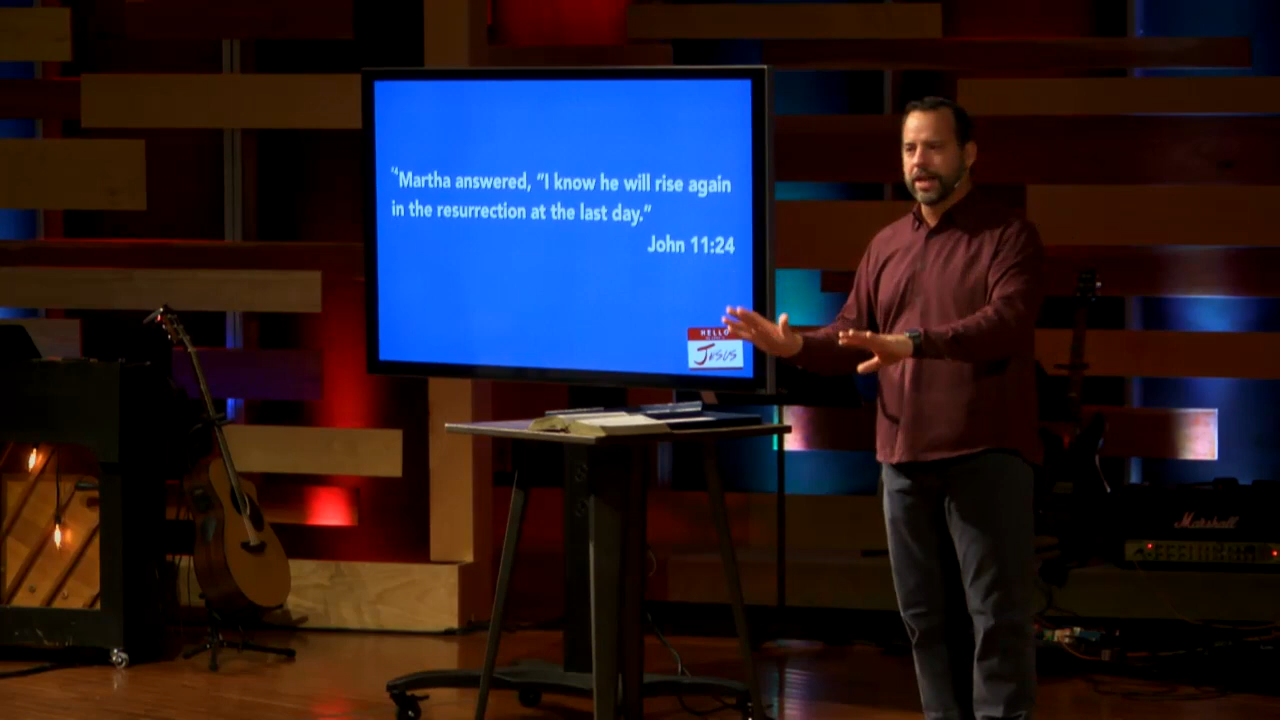 "Martha answered, "I know he will rise again
in the resurrection at the last day."
John 11:24
HELLO
Jesus
Marshall